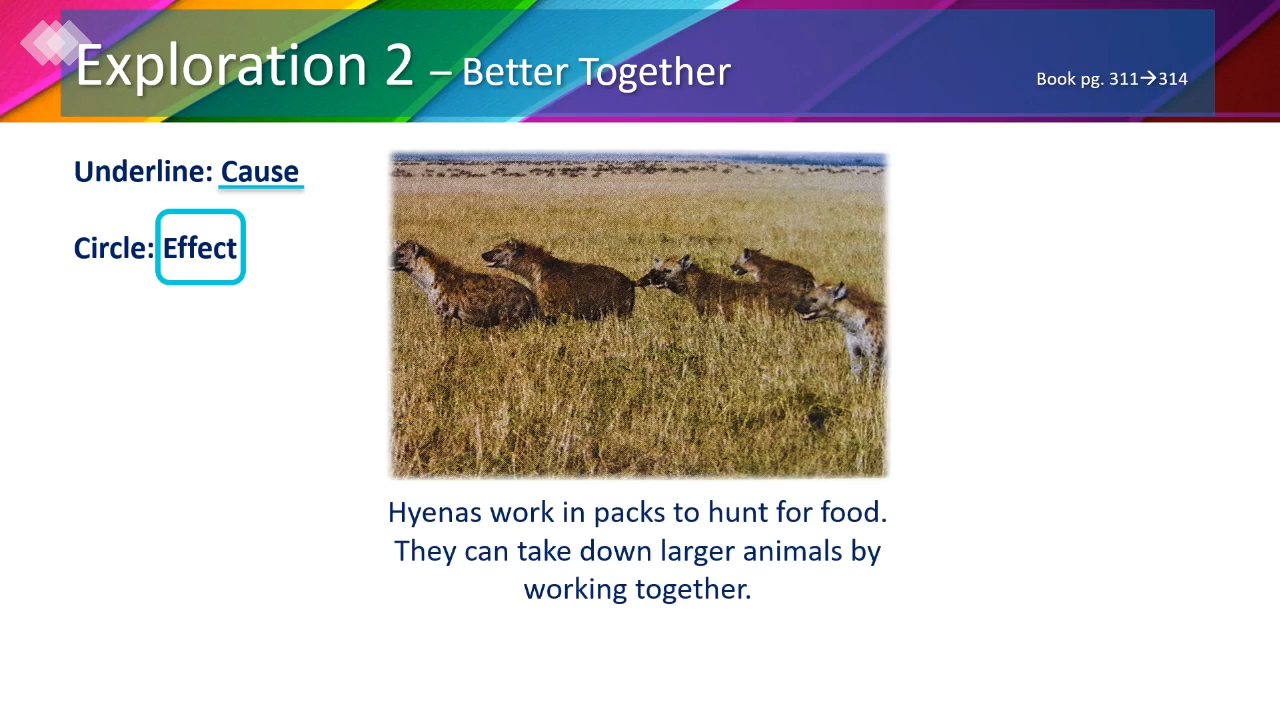 Exploration 2 – Better Together
Book pg. 311→314
Underline: Cause
Circle: Effect
Hyenas work in packs to hunt for food.
They can take down larger animals by
working together.